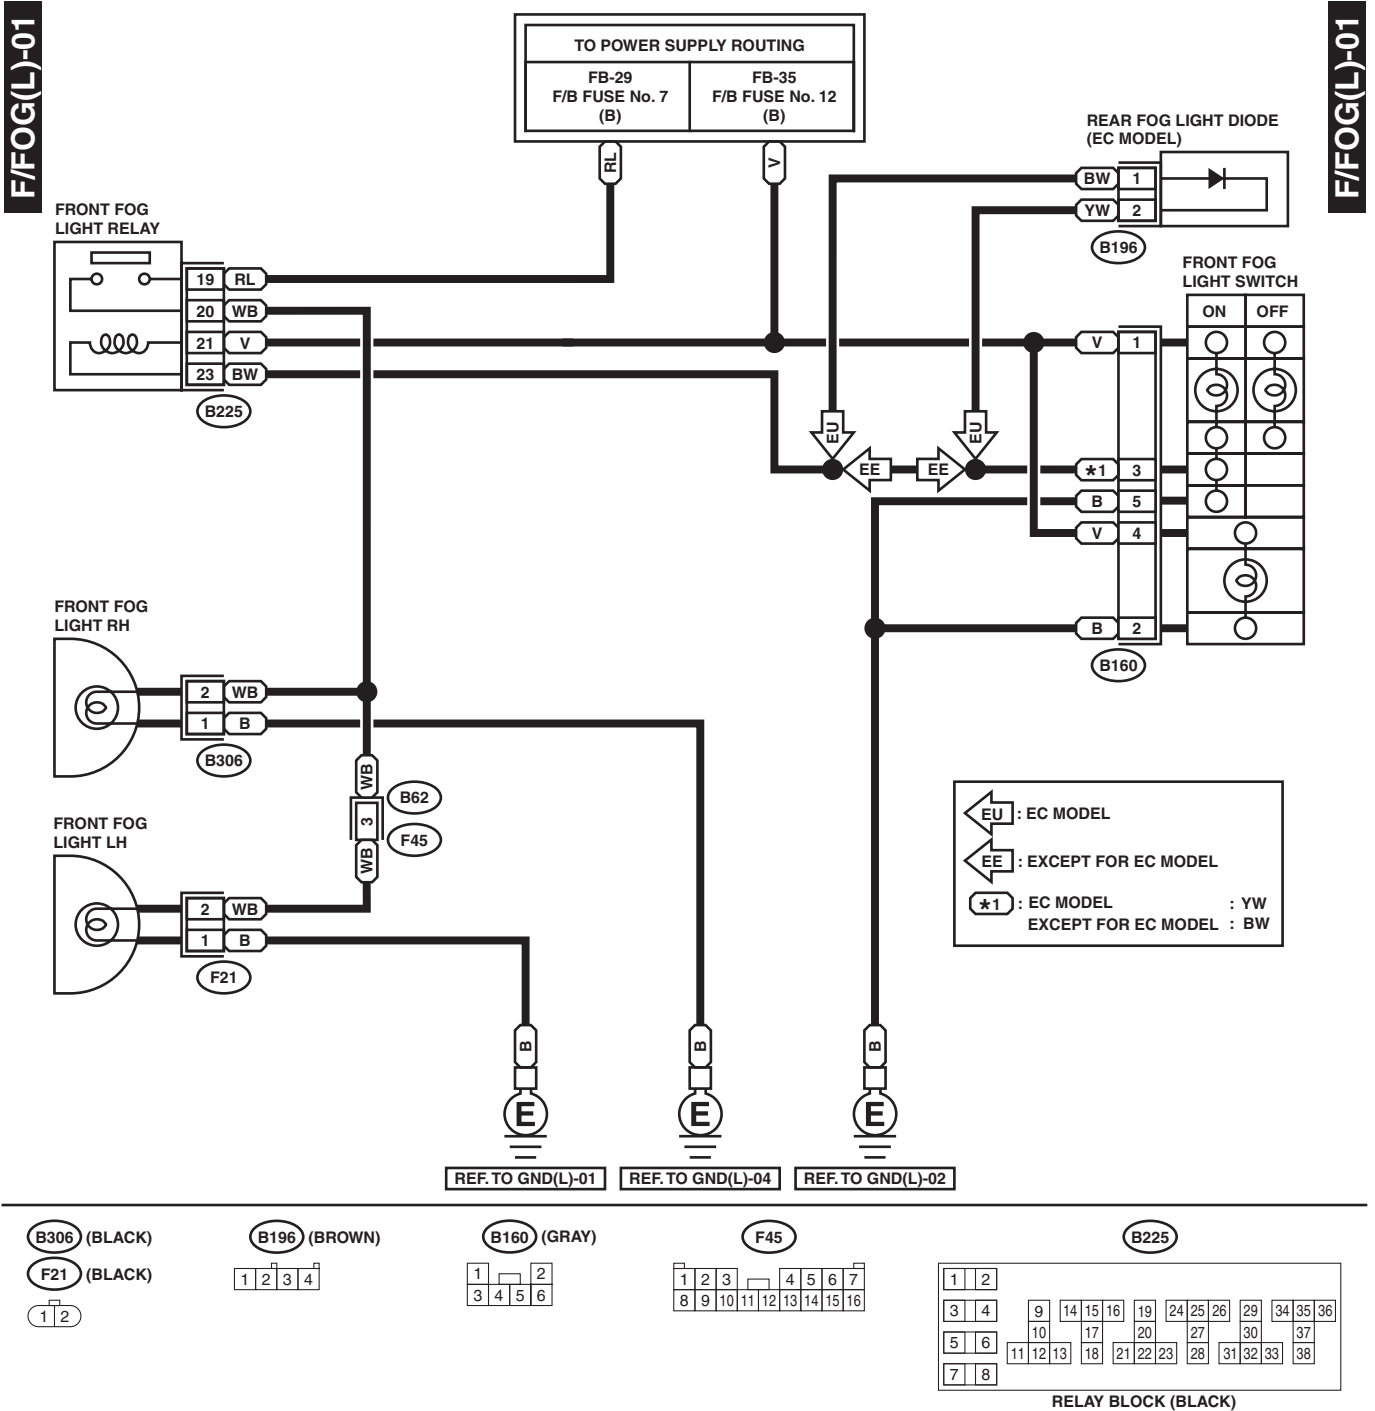 F/FOG(L)-01
F/FOG(L)-01
TO POWER SUPPLY ROUTING
FB-29
F/B FUSE No. 7
(B)
FB-35
F/B FUSE No. 12
(B)
RL
V
REAR FOG LIGHT DIODE
(EC MODEL)
BW 1
YW 2
B196
FRONT FOG
LIGHT RELAY
19 RL
20 WB
21 V
23 BW
B225
FRONT FOG
LIGHT SWITCH
ON OFF
V 1
EU
EU
EE
EE
*1 3
B 5
V 4
B 2
B160
FRONT FOG
LIGHT RH
2 WB
1 B
B306
WB
B62
3
F45
WB
FRONT FOG
LIGHT LH
2 WB
1 B
F21
EU : EC MODEL
EE : EXCEPT FOR EC MODEL
*1 : EC MODEL : YW
EXCEPT FOR EC MODEL : BW
B
B
B
E
E
E
REF. TO GND(L)-01
REF. TO GND(L)-04
REF. TO GND(L)-02
B306 (BLACK)
F21 (BLACK)
1 2
B196 (BROWN)
1 2 3 4
B160 (GRAY)
1 2
3 4 5 6
F45
1 2 3 4 5 6 7
8 9 10 11 12 13 14 15 16
B225
1 2
3 4 9 14 15 16 19 24 25 26 29 34 35 36
10 17 20 27 30 37
5 6 11 12 13 18 21 22 23 28 31 32 33 38
7 8
RELAY BLOCK (BLACK)